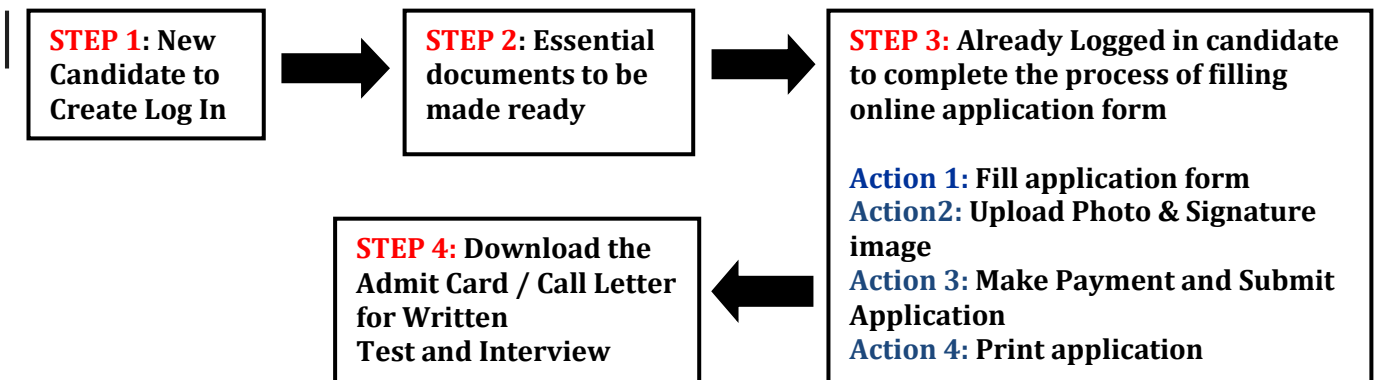 STEP 1: New
Candidate to
Create Log In
STEP 2: Essential
documents to be
made ready
STEP 3: Already Logged in candidate
to complete the process of filling
online application form
Action 1: Fill application form
Action2: Upload Photo & Signature
image
Action 3: Make Payment and Submit
Application
Action 4: Print application
STEP 4: Download the
Admit Card / Call Letter
for Written
Test and Interview